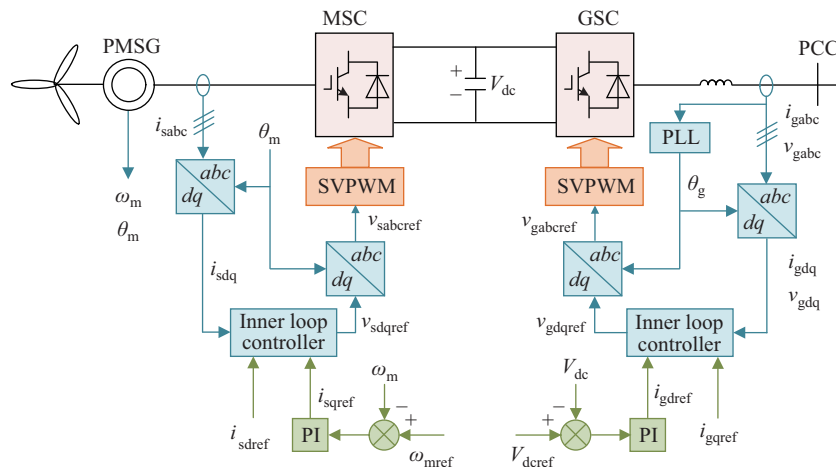 MSC
GSC
PMSG
PCC
+
−
V_dc
i_sabc
θ_m
i_gabc
v_gabc
PLL
SVPWM
SVPWM
θ_g
abc
dq
abc
dq
ω_m
θ_m
v_sabcref
v_gabcref
abc
dq
abc
dq
i_sdq
i_gdq
v_gdq
v_sdqref
v_gdqref
Inner loop
controller
Inner loop
controller
ω_m
V_dc
i_sqref
i_gdref
−
+
−
+
i_sdref
PI
PI
i_gqref
ω_mref
V_dcref